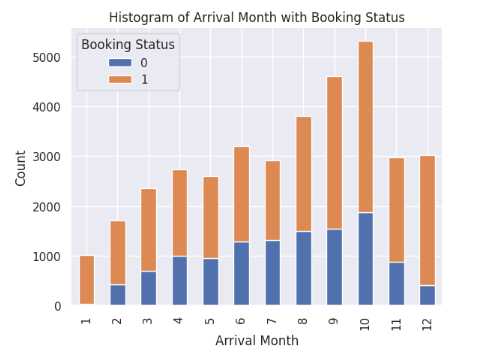 Histogram of Arrival Month with Booking Status
Booking Status
0
1
Count
5000
4000
3000
2000
1000
0
1 2 3 4 5 6 7 8 9 10 11 12
Arrival Month